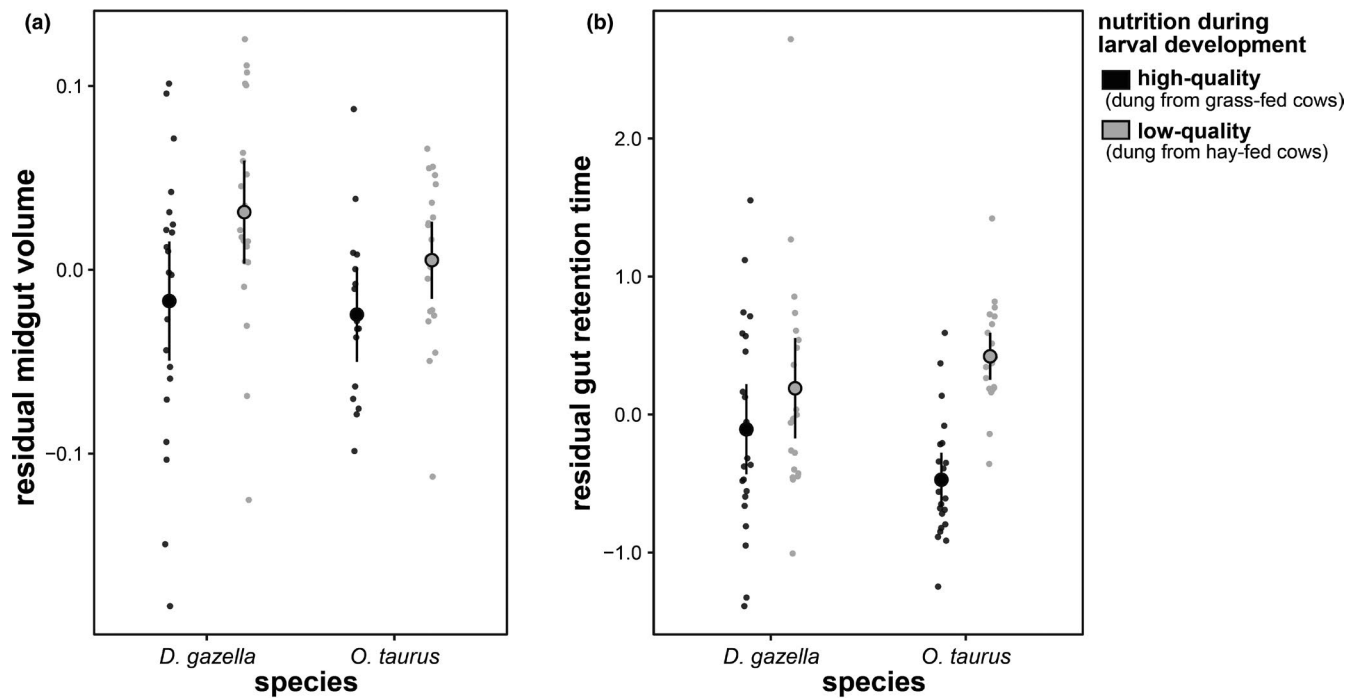 (a)
residual midgut volume
0.1
0.0
−0.1
D. gazella
O. taurus
species
(b)
residual gut retention time
2.0
1.0
0.0
−1.0
D. gazella
O. taurus
species
nutrition during
larval development
high-quality
(dung from grass-fed cows)
low-quality
(dung from hay-fed cows)